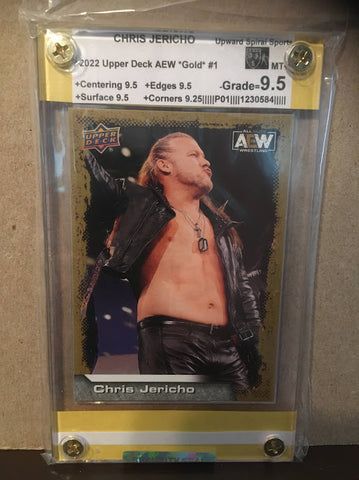 CHRIS JERICHO Upward Spiral Sports
2022 Upper Deck AEW *Gold* #1 MT+
+Centering 9.5 +Edges 9.5 -Grade=9.5
+Surface 9.5 +Corners 9.25|||||P01||||1230584|||||
UPPER DECK
ALL ELITE
AEW
WRESTLING
Chris Jericho